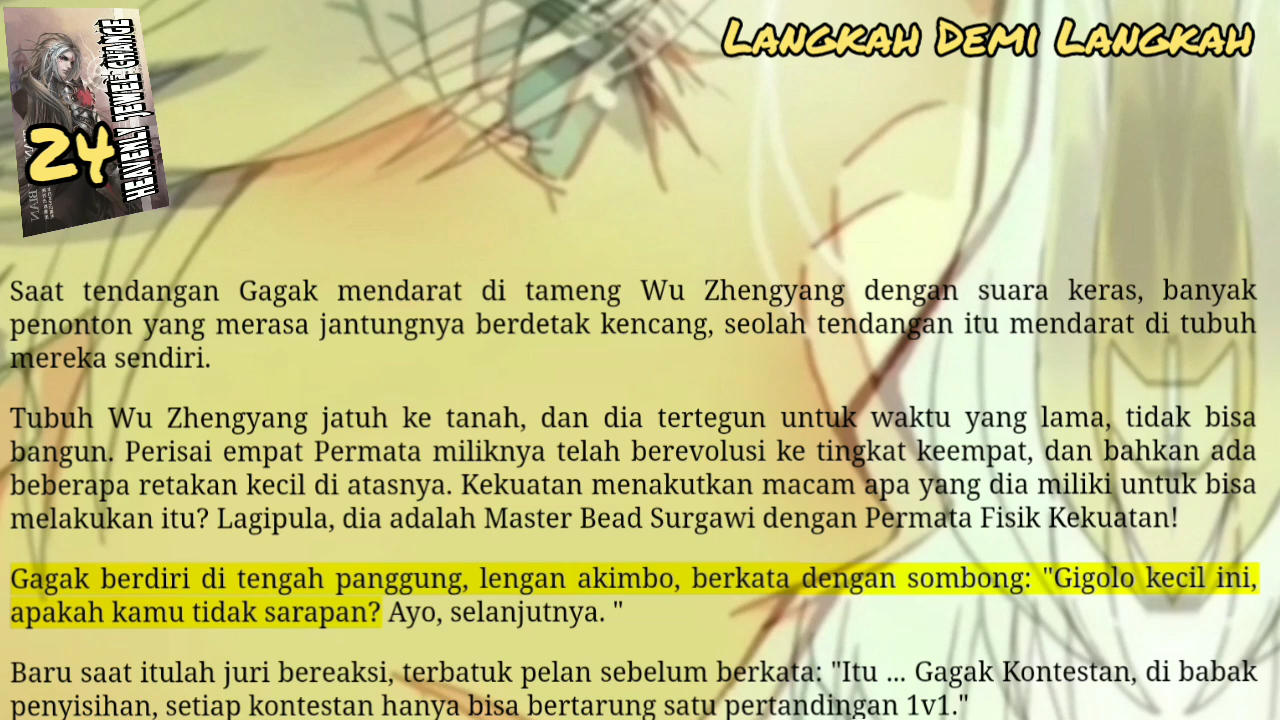 Langkah Demi Langkah
HEAVENLY JEWEL CHANGE
24
BIAN
Saat tendangan Gagak mendarat di tameng Wu Zhengyang dengan suara keras, banyak
penonton yang merasa jantungnya berdetak kencang, seolah tendangan itu mendarat di tubuh
mereka sendiri.
Tubuh Wu Zhengyang jatuh ke tanah, dan dia tertegun untuk waktu yang lama, tidak bisa
bangun. Perisai empat Permata miliknya telah berevolusi ke tingkat keempat, dan bahkan ada
beberapa retakan kecil di atasnya. Kekuatan menakutkan macam apa yang dia miliki untuk bisa
melakukan itu? Lagipula, dia adalah Master Bead Surgawi dengan Permata Fisik Kekuatan!
Gagak berdiri di tengah panggung, lengan akimbo, berkata dengan sombong: "Gigolo kecil ini,
apakah kamu tidak sarapan? Ayo, selanjutnya. "
Baru saat itulah juri bereaksi, terbatuk pelan sebelum berkata: "Itu ... Gagak Kontestan, di babak
penyisihan, setiap kontestan hanya bisa bertarung satu pertandingan 1v1."